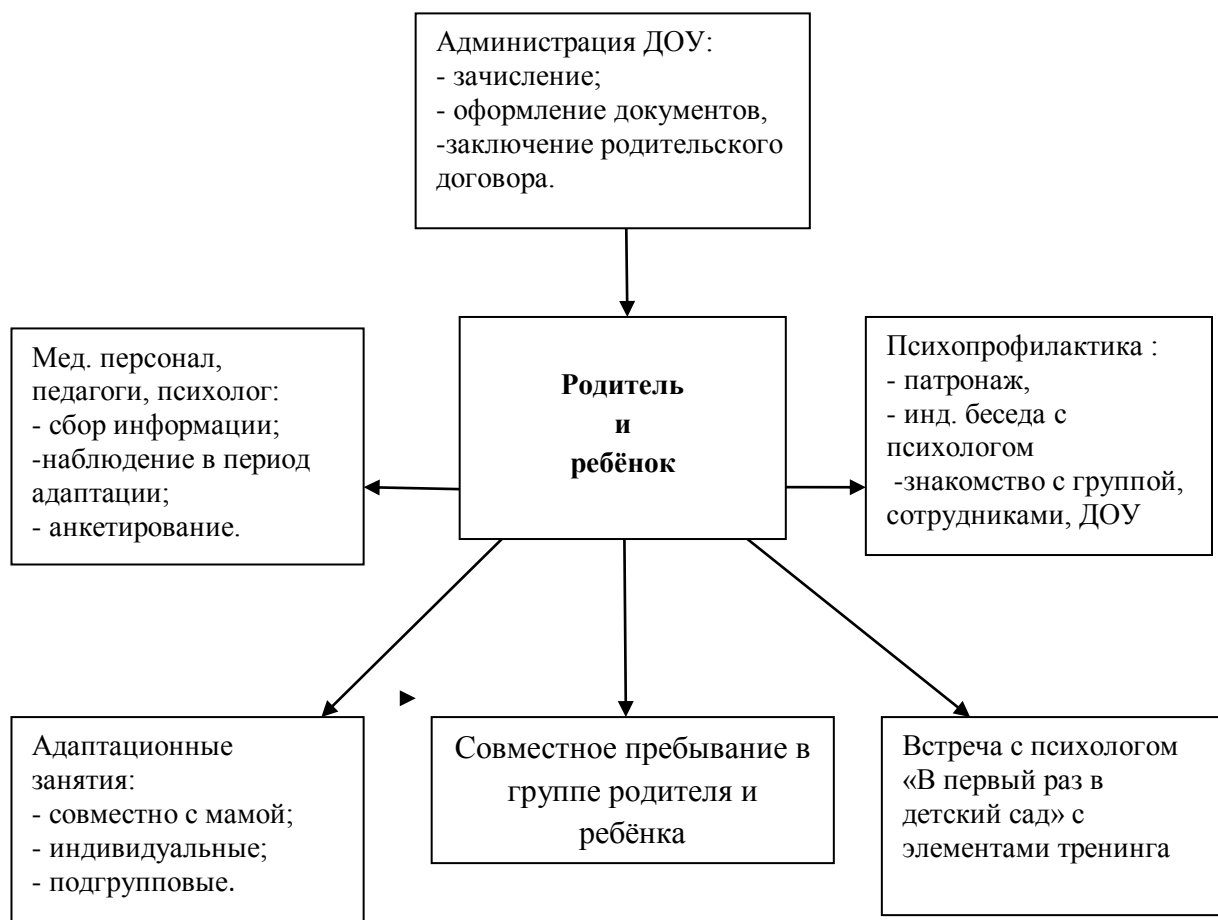 Администрация ДОУ:
- зачисление;
- оформление документов,
-заключение родительского
договора.
Мед. персонал,
педагоги, психолог:
- сбор информации;
-наблюдение в период
адаптации;
- анкетирование.
Родитель
и
ребёнок
Психопрофилактика :
- патронаж,
- инд. беседа с
психологом
-знакомство с группой,
сотрудниками, ДОУ
Адаптационные
занятия:
- совместно с мамой;
- индивидуальные;
- подгрупповые.
Совместное пребывание в
группе родителя и
ребёнка
Встреча с психологом
«В первый раз в
детский сад» с
элементами тренинга